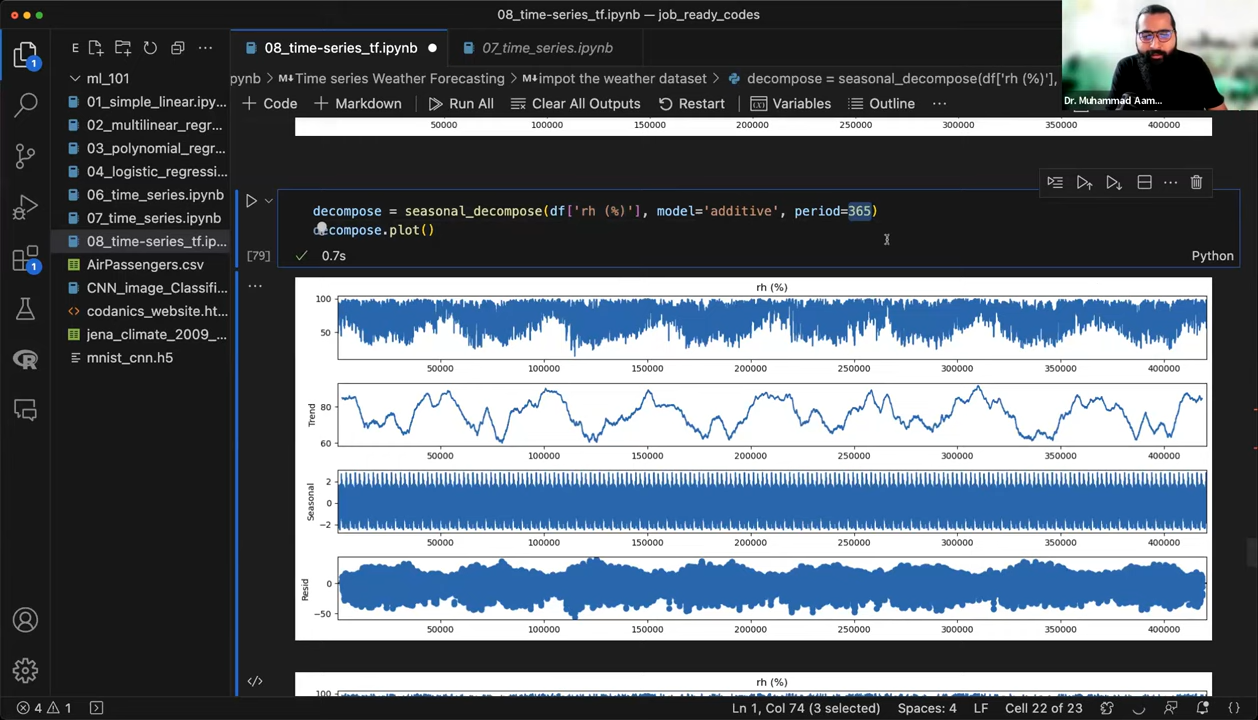 08_time-series_tf.ipynb — job_ready_codes
E
08_time-series_tf.ipynb
07_time_series.ipynb
ml_101
01_simple_linear.ipy...
02_multilinear_regr...
03_polynomial_regr...
04_logistic_regressi...
06_time_series.ipynb
07_time_series.ipynb
08_time-series_tf.ip...
AirPassengers.csv
CNN_image_Classifi...
codanics_website.ht...
jena_climate_2009_...
mnist_cnn.h5
1
1
R
pynb > M↓Time series Weather Forecasting > M↓impot the weather dataset > decompose = seasonal_decompose(df['rh (%)'],
+ Code + Markdown Run All Clear All Outputs Restart Variables Outline ...
Dr. Muhammad Aam...
50000 100000 150000 200000 250000 300000 350000 400000
decompose = seasonal_decompose(df['rh (%)'], model='additive', period=365)
decompose.plot()
[79] 0.7s Python
rh (%)
100
50
50000 100000 150000 200000 250000 300000 350000 400000
Trend
80
60
50000 100000 150000 200000 250000 300000 350000 400000
Seasonal
2
0
−2
50000 100000 150000 200000 250000 300000 350000 400000
Resid
0
−50
50000 100000 150000 200000 250000 300000 350000 400000
rh (%)
100
4 1
Ln 1, Col 74 (3 selected) Spaces: 4 LF Cell 22 of 23